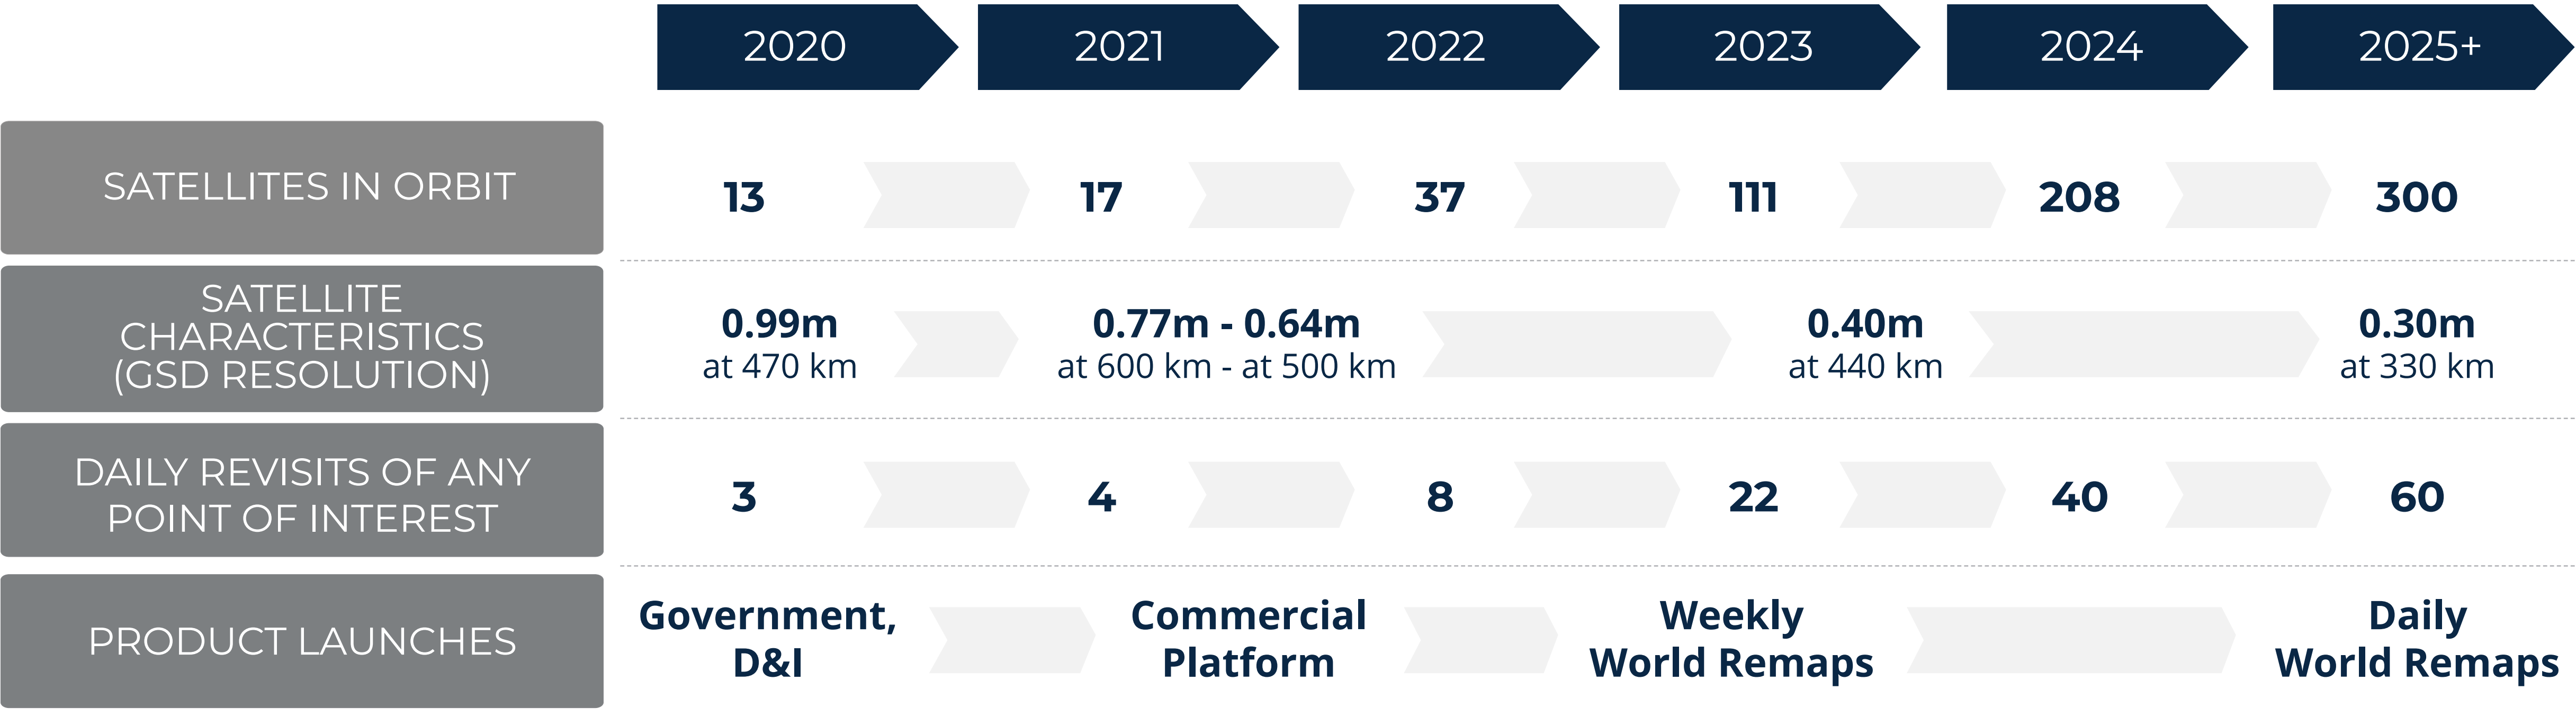 2020 2021 2022 2023 2024 2025+
SATELLITES IN ORBIT
13 17 37 111 208 300
SATELLITE
CHARACTERISTICS
(GSD RESOLUTION)
0.99m 0.77m - 0.64m 0.40m 0.30m
at 470 km at 600 km - at 500 km at 440 km at 330 km
DAILY REVISITS OF ANY
POINT OF INTEREST
3 4 8 22 40 60
PRODUCT LAUNCHES
Government, Commercial Weekly Daily
D&I Platform World Remaps World Remaps